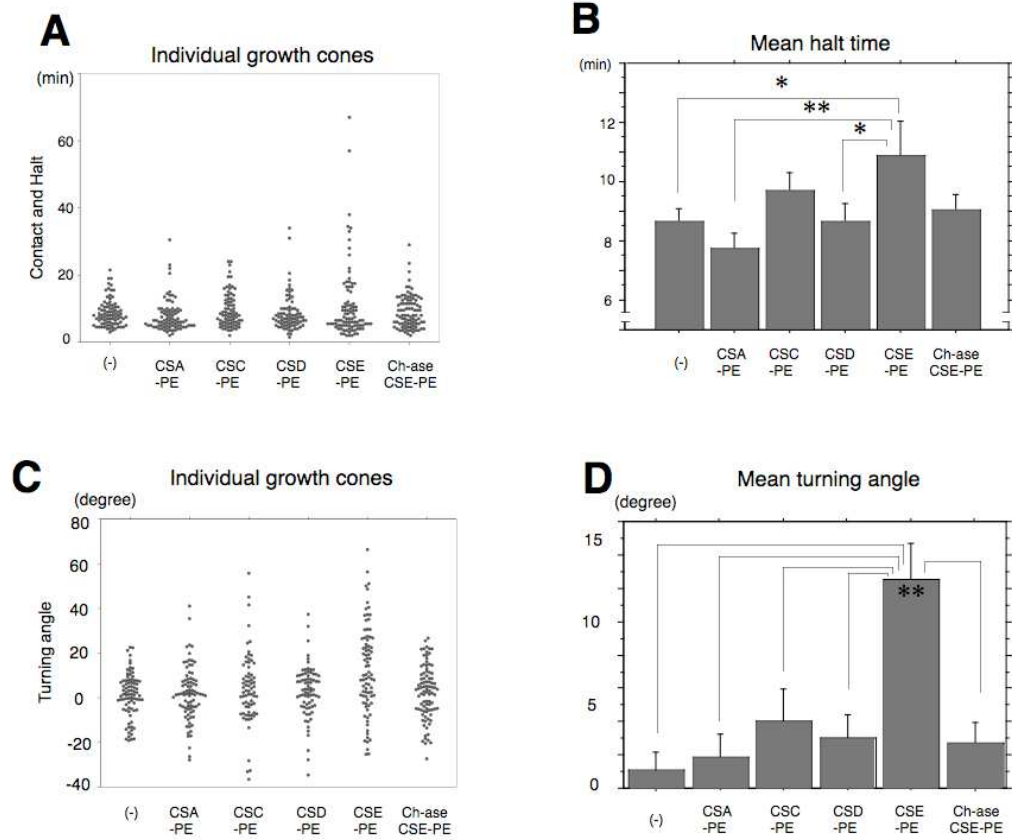 A
Individual growth cones
(min)
Contact and Halt
60
40
20
0
(-)
CSA
-PE
CSC
-PE
CSD
-PE
CSE
-PE
Ch-ase
CSE-PE
B
Mean halt time
(min)
*
**
*
12
10
8
6
(-)
CSA
-PE
CSC
-PE
CSD
-PE
CSE
-PE
Ch-ase
CSE-PE
C
Individual growth cones
(degree)
Turning angle
80
60
40
20
0
-20
-40
(-)
CSA
-PE
CSC
-PE
CSD
-PE
CSE
-PE
Ch-ase
CSE-PE
D
Mean turning angle
(degree)
15
**
10
5
0
(-)
CSA
-PE
CSC
-PE
CSD
-PE
CSE
-PE
Ch-ase
CSE-PE